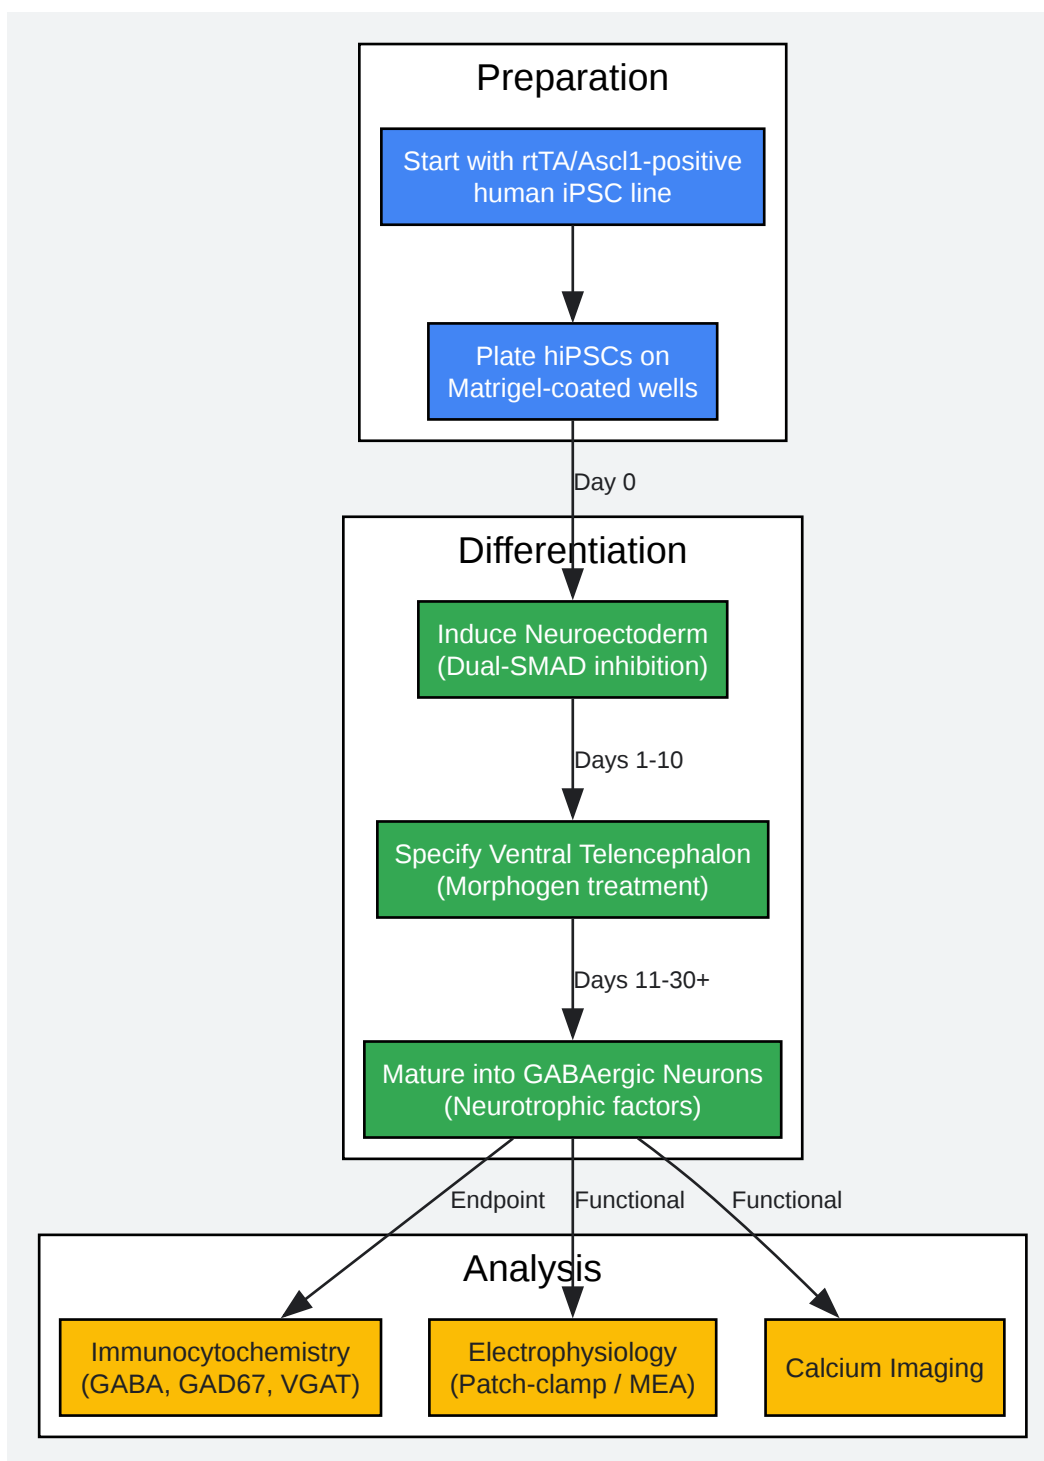 Preparation
Start with rtTA/Ascl1-positive
human iPSC line
Plate hiPSCs on
Matrigel-coated wells
Day 0
Differentiation
Induce Neuroectoderm
(Dual-SMAD inhibition)
Days 1-10
Specify Ventral Telencephalon
(Morphogen treatment)
Days 11-30+
Mature into GABAergic Neurons
(Neurotrophic factors)
Endpoint
Functional
Functional
Analysis
Immunocytochemistry
(GABA, GAD67, VGAT)
Electrophysiology
(Patch-clamp / MEA)
Calcium Imaging